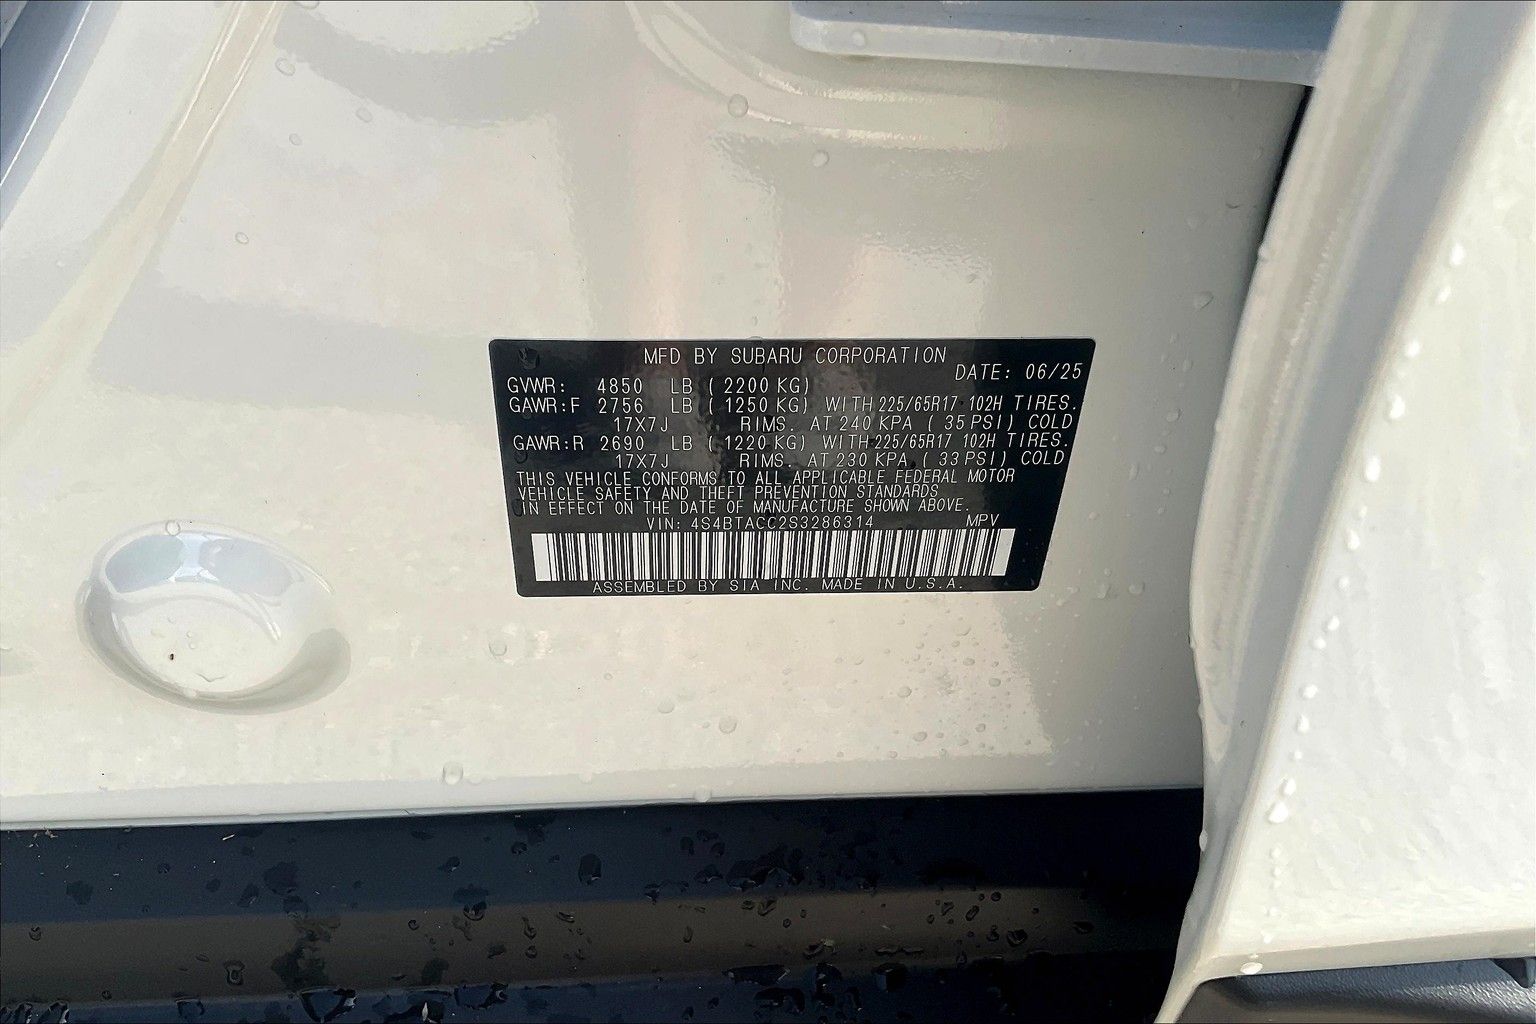 MFD BY SUBARU CORPORATION
DATE: 06/25
GVWR: 4850 LB (2200 KG)
GAWR:F 2756 LB (1250 KG) WITH 225/65R17 102H TIRES.
17X7J RIMS. AT 240 KPA (35 PSI) COLD
GAWR:R 2690 LB (1220 KG) WITH 225/65R17 102H TIRES.
17X7J RIMS. AT 230 KPA (33 PSI) COLD
THIS VEHICLE CONFORMS TO ALL APPLICABLE FEDERAL MOTOR
VEHICLE SAFETY AND THEFT PREVENTION STANDARDS
IN EFFECT ON THE DATE OF MANUFACTURE SHOWN ABOVE.
VIN: 4S4BTACC2S3286314 MPV
ASSEMBLED BY SIA INC. MADE IN U.S.A.